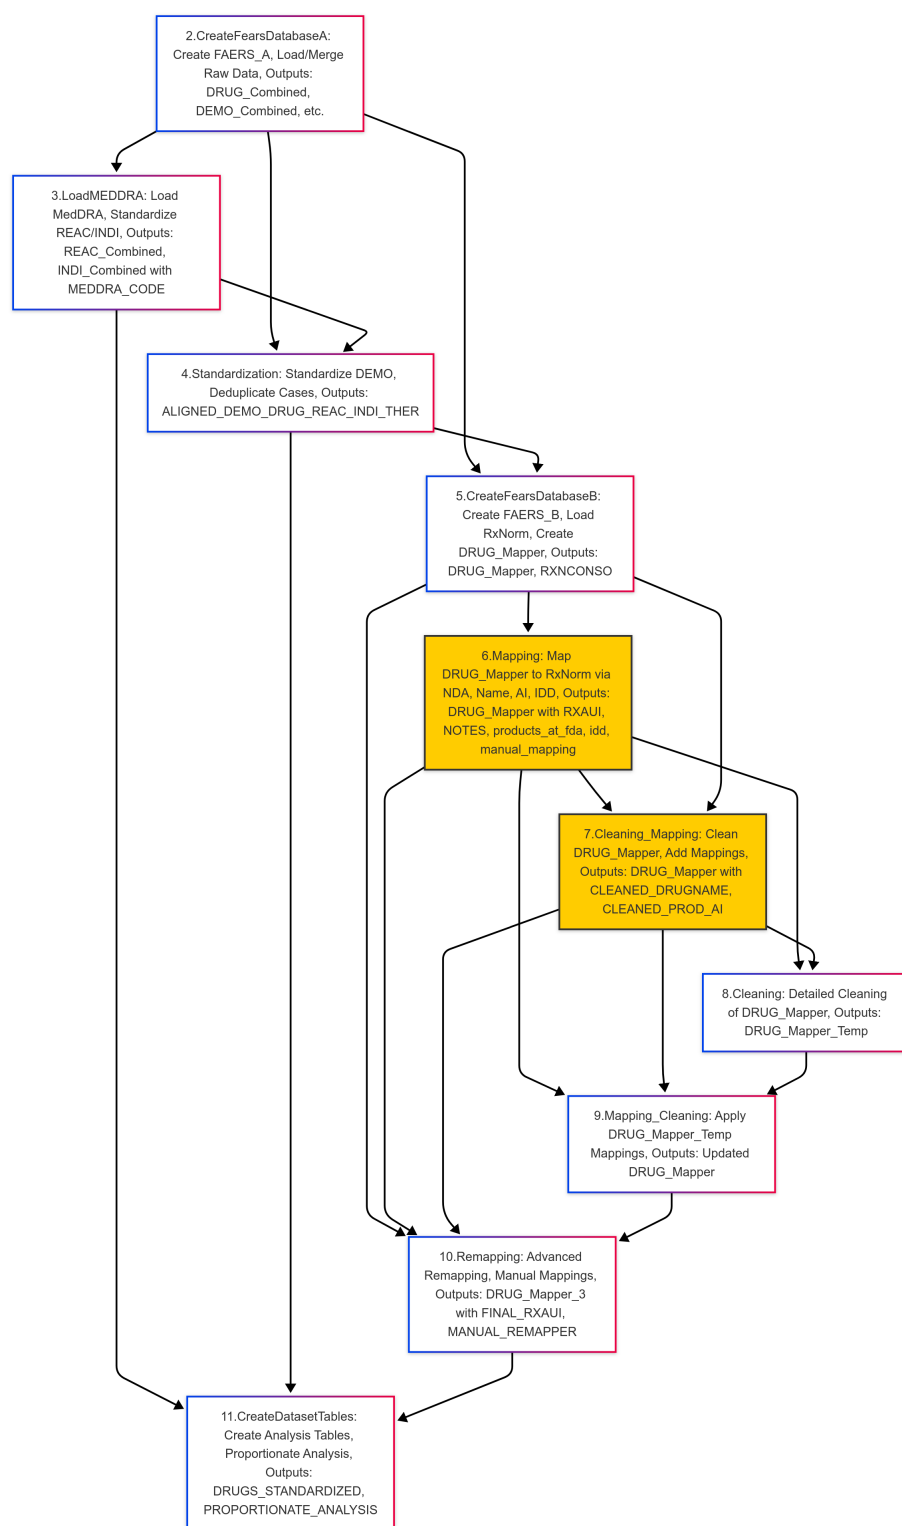 2.CreateFearsDatabaseA:
Create FAERS_A, Load/Merge
Raw Data, Outputs:
DRUG_Combined,
DEMO_Combined, etc.
3.LoadMEDDRA: Load
MedDRA, Standardize
REAC/INDI, Outputs:
REAC_Combined,
INDI_Combined with
MEDDRA_CODE
4.Standardization: Standardize DEMO,
Deduplicate Cases, Outputs:
ALIGNED_DEMO_DRUG_REAC_INDI_THER
5.CreateFearsDatabaseB:
Create FAERS_B, Load
RxNorm, Create
DRUG_Mapper, Outputs:
DRUG_Mapper, RXNCONSO
6.Mapping: Map
DRUG_Mapper to RxNorm via
NDA, Name, AI, IDD, Outputs:
DRUG_Mapper with RXAUI,
NOTES, products_at_fda, idd,
manual_mapping
7.Cleaning_Mapping: Clean
DRUG_Mapper, Add Mappings,
Outputs: DRUG_Mapper with
CLEANED_DRUGNAME,
CLEANED_PROD_AI
8.Cleaning: Detailed Cleaning
of DRUG_Mapper, Outputs:
DRUG_Mapper_Temp
9.Mapping_Cleaning: Apply
DRUG_Mapper_Temp
Mappings, Outputs: Updated
DRUG_Mapper
10.Remapping: Advanced
Remapping, Manual Mappings,
Outputs: DRUG_Mapper_3
with FINAL_RXAUI,
MANUAL_REMAPPER
11.CreateDatasetTables:
Create Analysis Tables,
Proportionate Analysis,
Outputs:
DRUGS_STANDARDIZED,
PROPORTIONATE_ANALYSIS